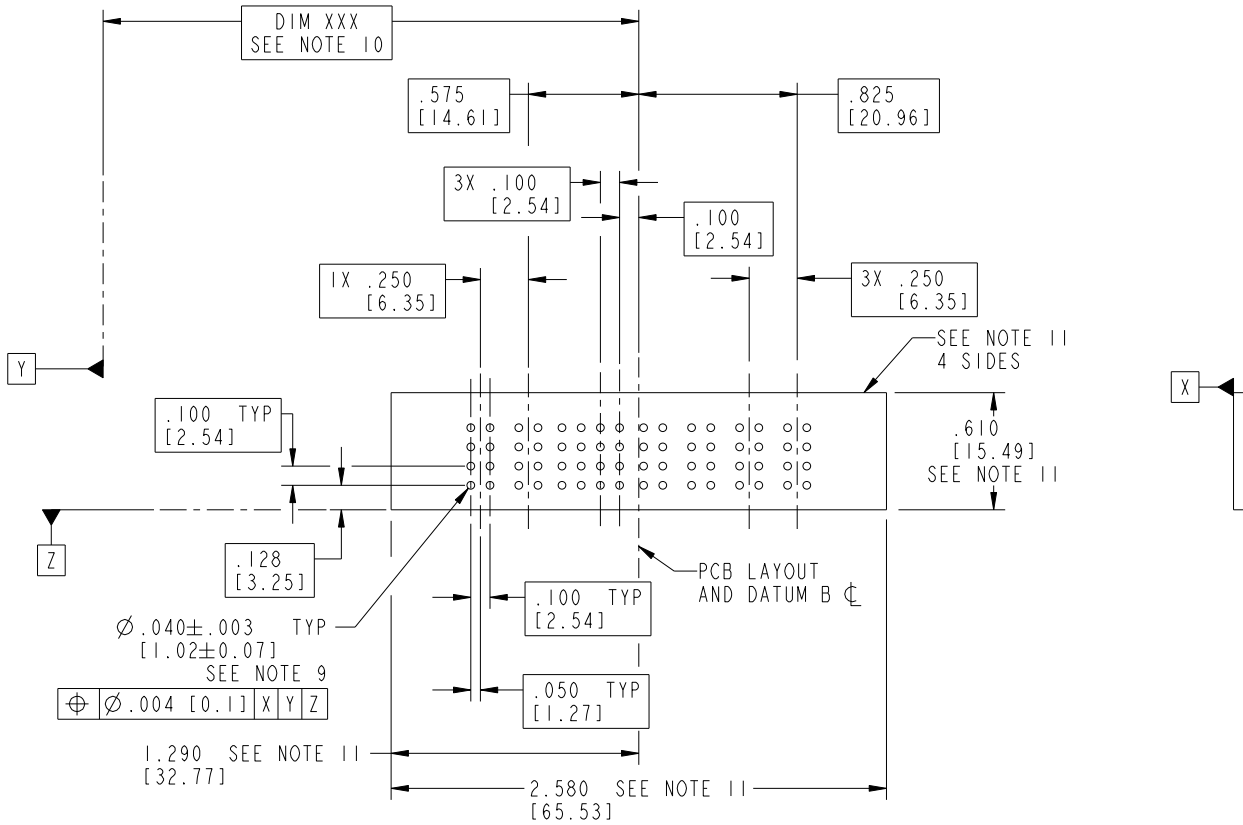 DIM XXX
SEE NOTE 10
.575
[14.61]
.825
[20.96]
3X .100
[2.54]
.100
[2.54]
1X .250
[6.35]
3X .250
[6.35]
SEE NOTE 11
4 SIDES
Y
X
.100 TYP
[2.54]
.610
[15.49]
SEE NOTE 11
Z
.128
[3.25]
PCB LAYOUT
AND DATUM B ℄
.100 TYP
[2.54]
Ø.040±.003 TYP
[1.02±0.07]
SEE NOTE 9
⌖ Ø.004 [0.1] X Y Z
.050 TYP
[1.27]
1.290 SEE NOTE 11
[32.77]
2.580 SEE NOTE 11
[65.53]